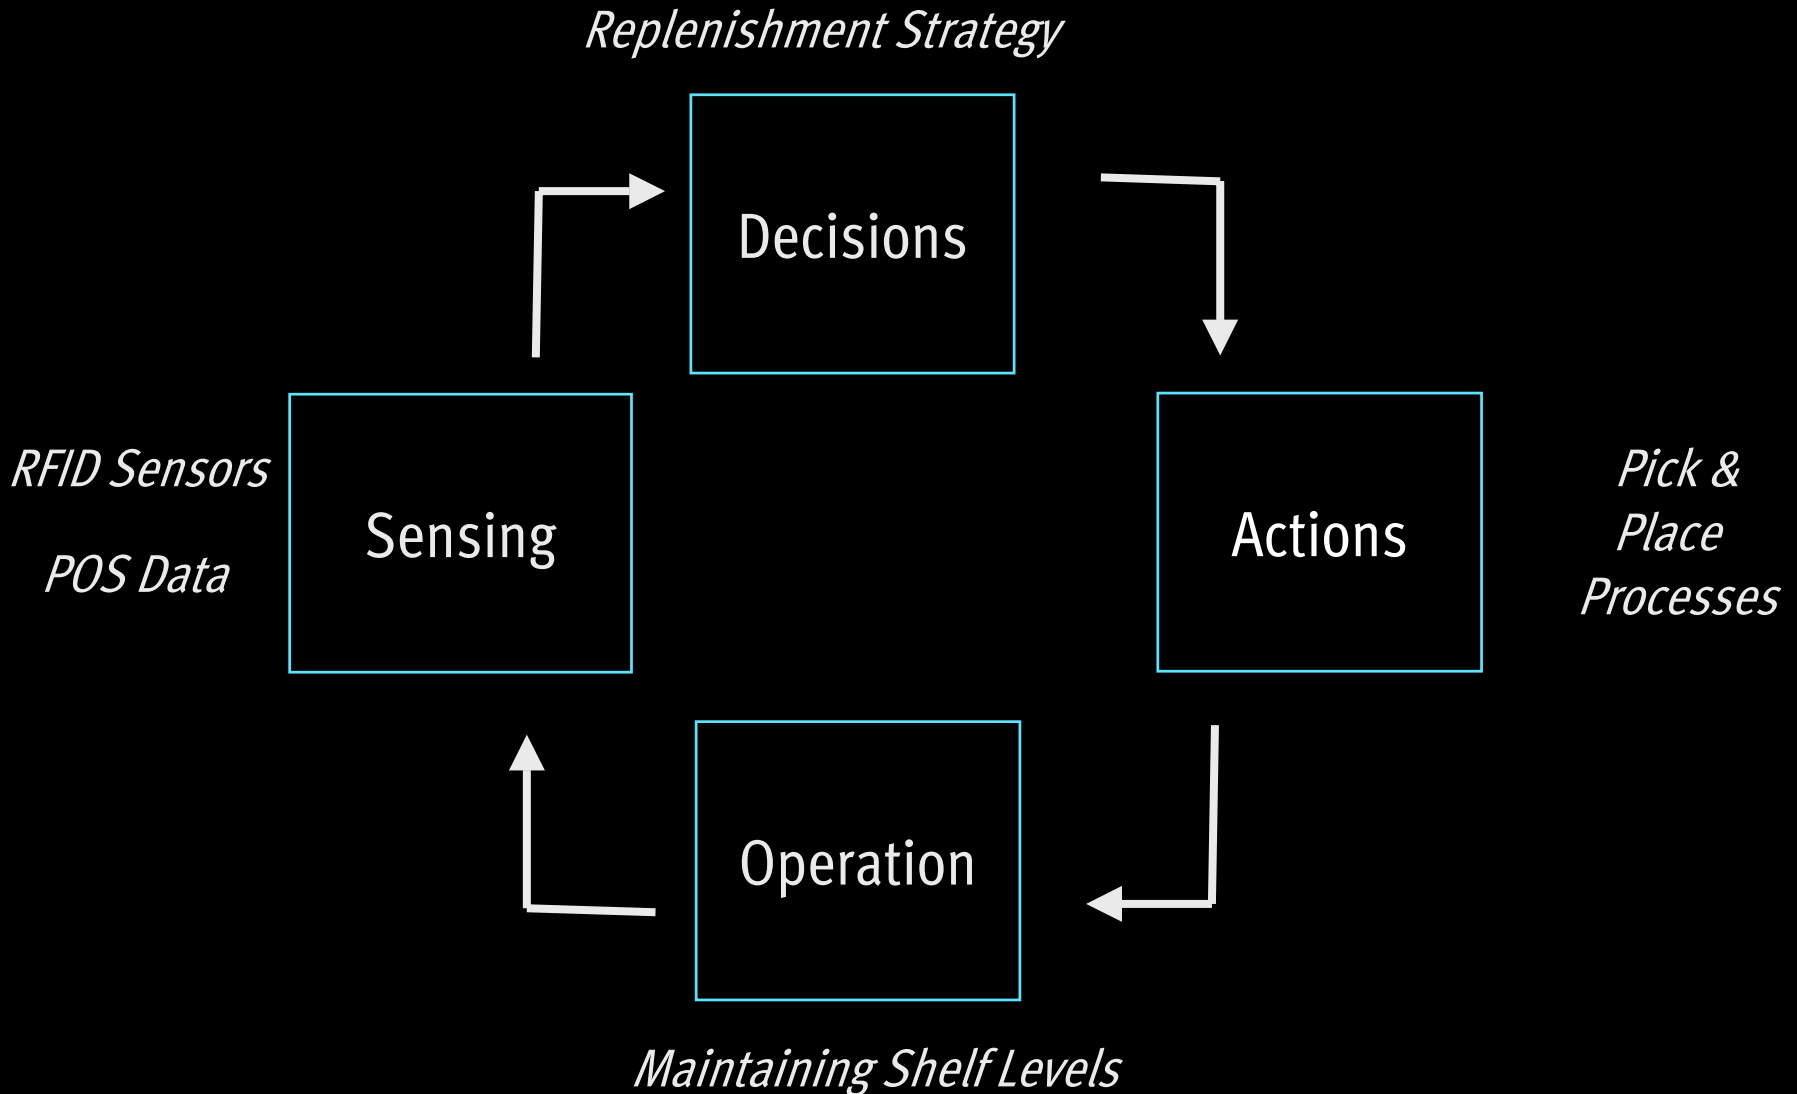 Replenishment Strategy
Decisions
RFID Sensors
POS Data
Sensing
Actions
Pick &
Place
Processes
Operation
Maintaining Shelf Levels